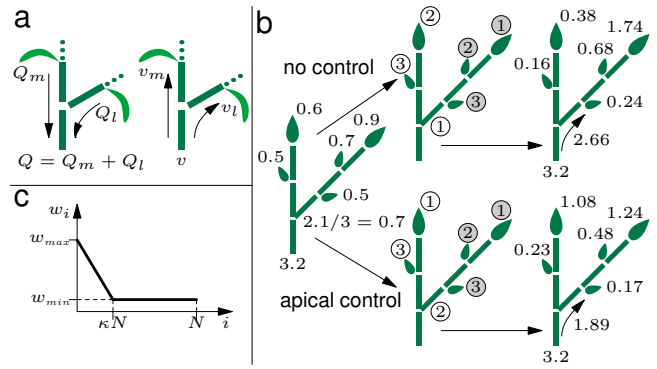 a
Q_m
Q_l
Q = Q_m + Q_l
v_m
v_l
v
c
w_i
w_max
w_min
κN
N
i
b
0.6
0.9
0.7
0.5
0.5
2.1/3 = 0.7
3.2
no control
2
1
2
3
3
1
0.38
1.74
0.68
0.16
0.24
2.66
3.2
apical control
1
1
2
3
3
2
1.08
1.24
0.48
0.23
0.17
1.89
3.2